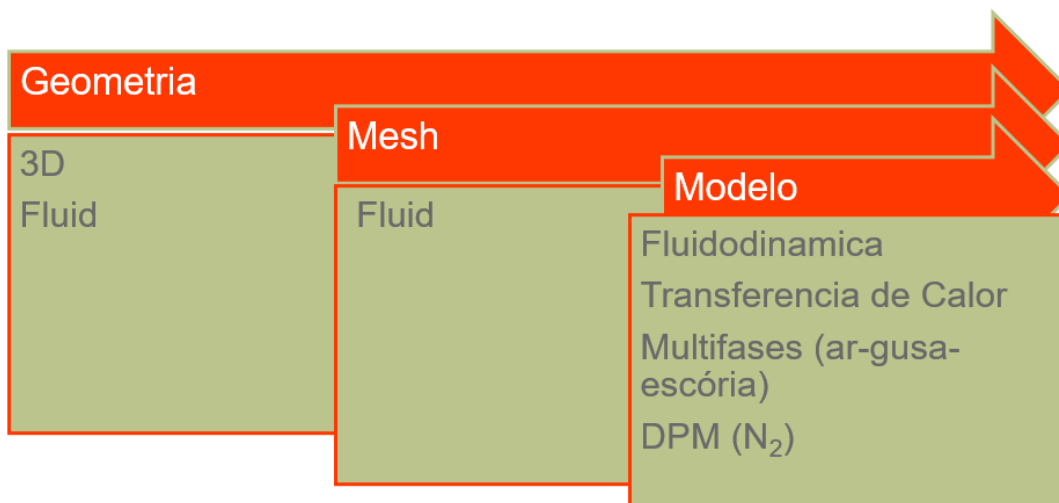 Geometria
3D
Fluid
Mesh
Fluid
Modelo
Fluidodinamica
Transferencia de Calor
Multifases (ar-gusa-
escória)
DPM (N₂)